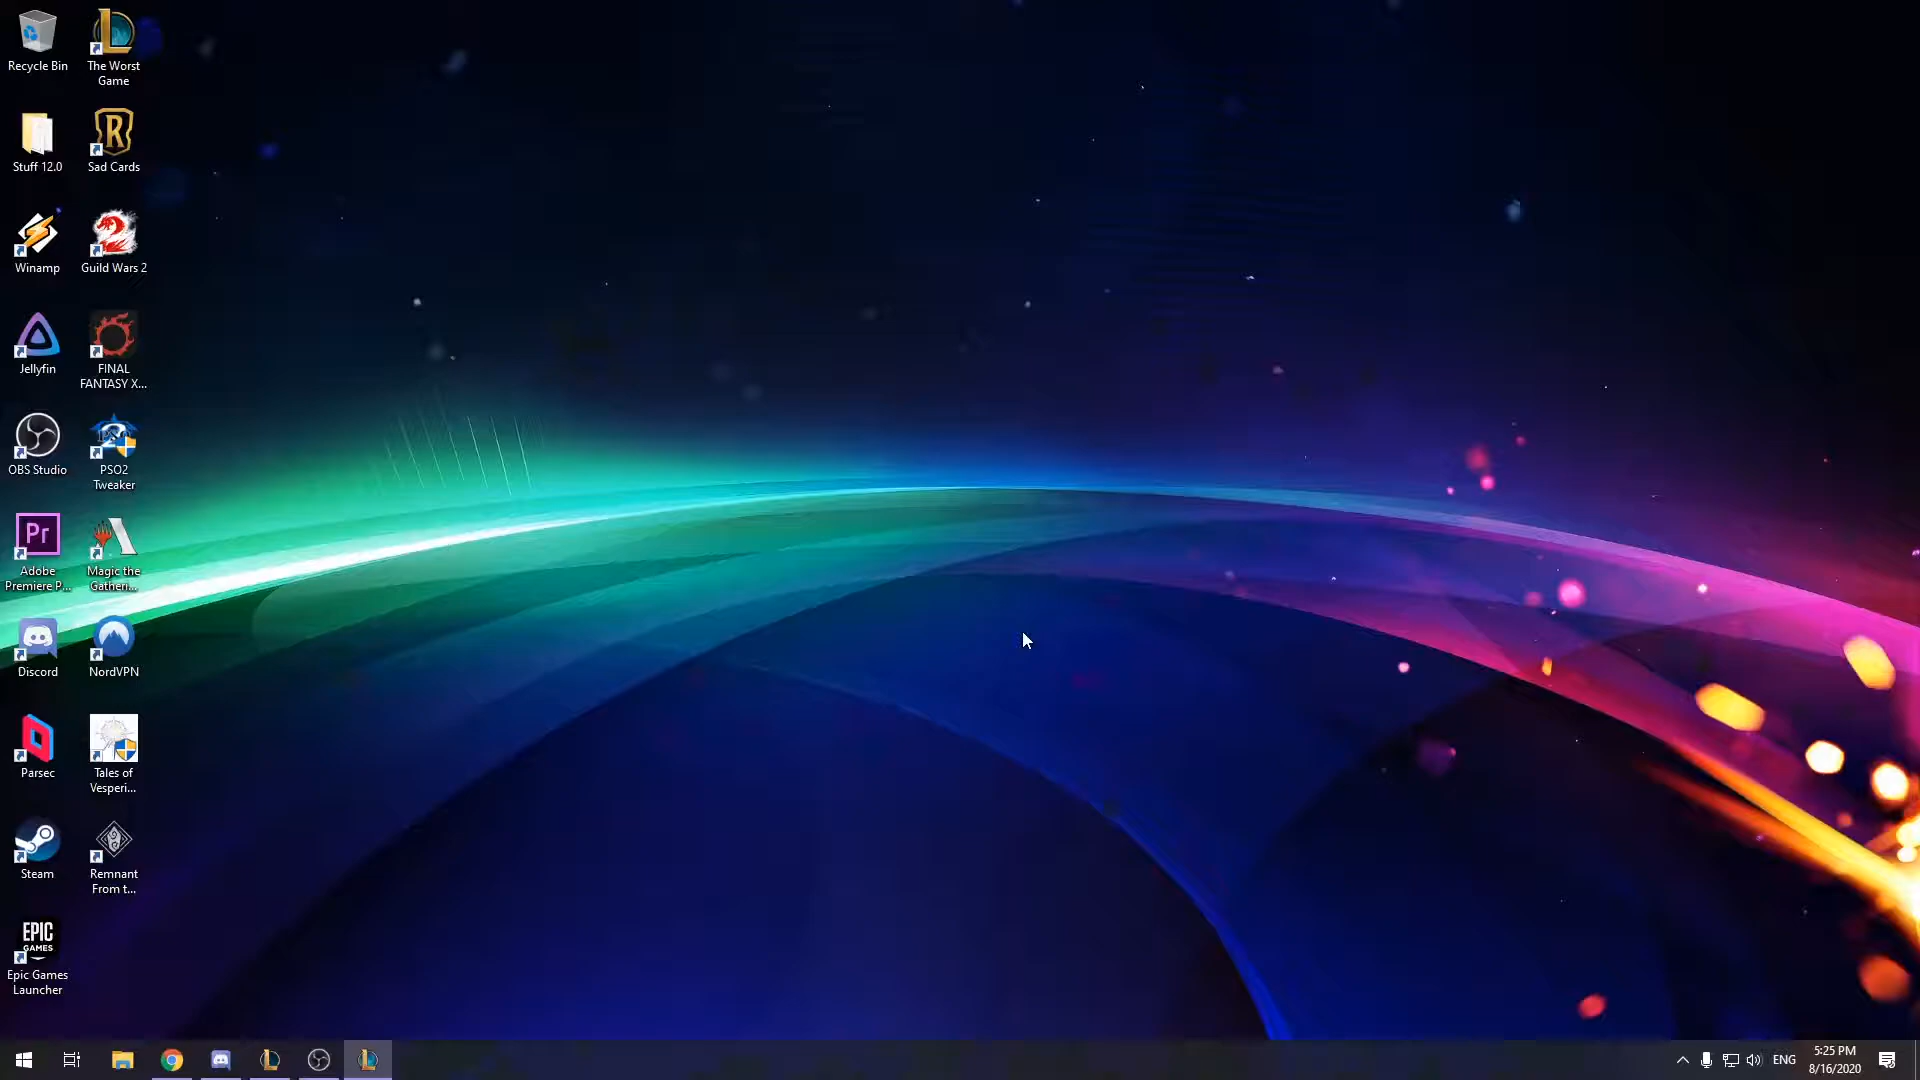 Recycle Bin
The Worst
Game
Stuff 12.0
Sad Cards
Winamp
Guild Wars 2
Jellyfin
FINAL
FANTASY X...
OBS Studio
PSO2
Tweaker
Pr
Adobe
Premiere P...
Magic the
Gatheri...
Discord
NordVPN
Parsec
Tales of
Vesperi...
Steam
Remnant
From t...
EPIC
GAMES
Epic Games
Launcher
ENG
5:25 PM
8/16/2020